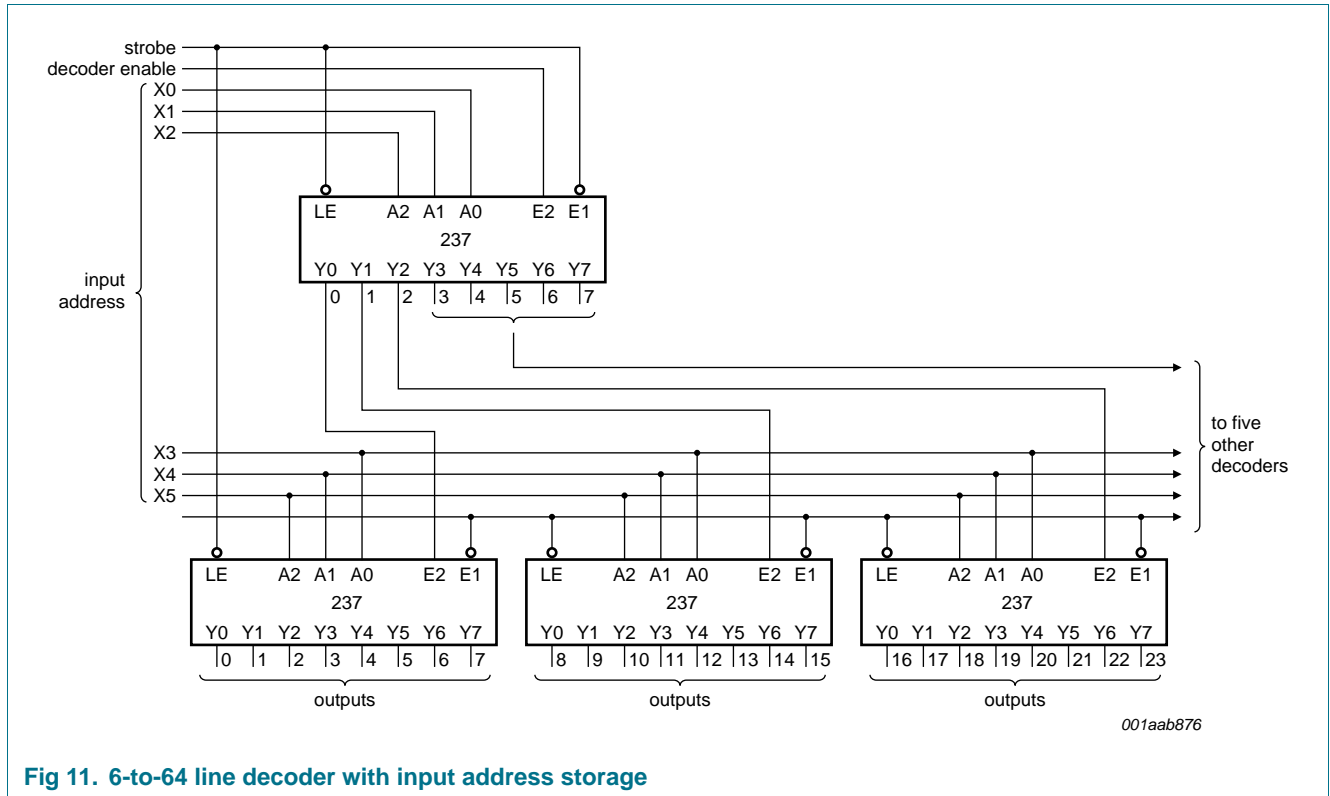 strobe
decoder enable
X0
X1
X2
LE A2 A1 A0 E2 E1
237
Y0 Y1 Y2 Y3 Y4 Y5 Y6 Y7
0 1 2 3 4 5 6 7
input
address
X3
X4
X5
to five
other
decoders
LE A2 A1 A0 E2 E1
237
Y0 Y1 Y2 Y3 Y4 Y5 Y6 Y7
0 1 2 3 4 5 6 7
outputs
LE A2 A1 A0 E2 E1
237
Y0 Y1 Y2 Y3 Y4 Y5 Y6 Y7
8 9 10 11 12 13 14 15
outputs
LE A2 A1 A0 E2 E1
237
Y0 Y1 Y2 Y3 Y4 Y5 Y6 Y7
16 17 18 19 20 21 22 23
outputs
001aab876
Fig 11. 6-to-64 line decoder with input address storage